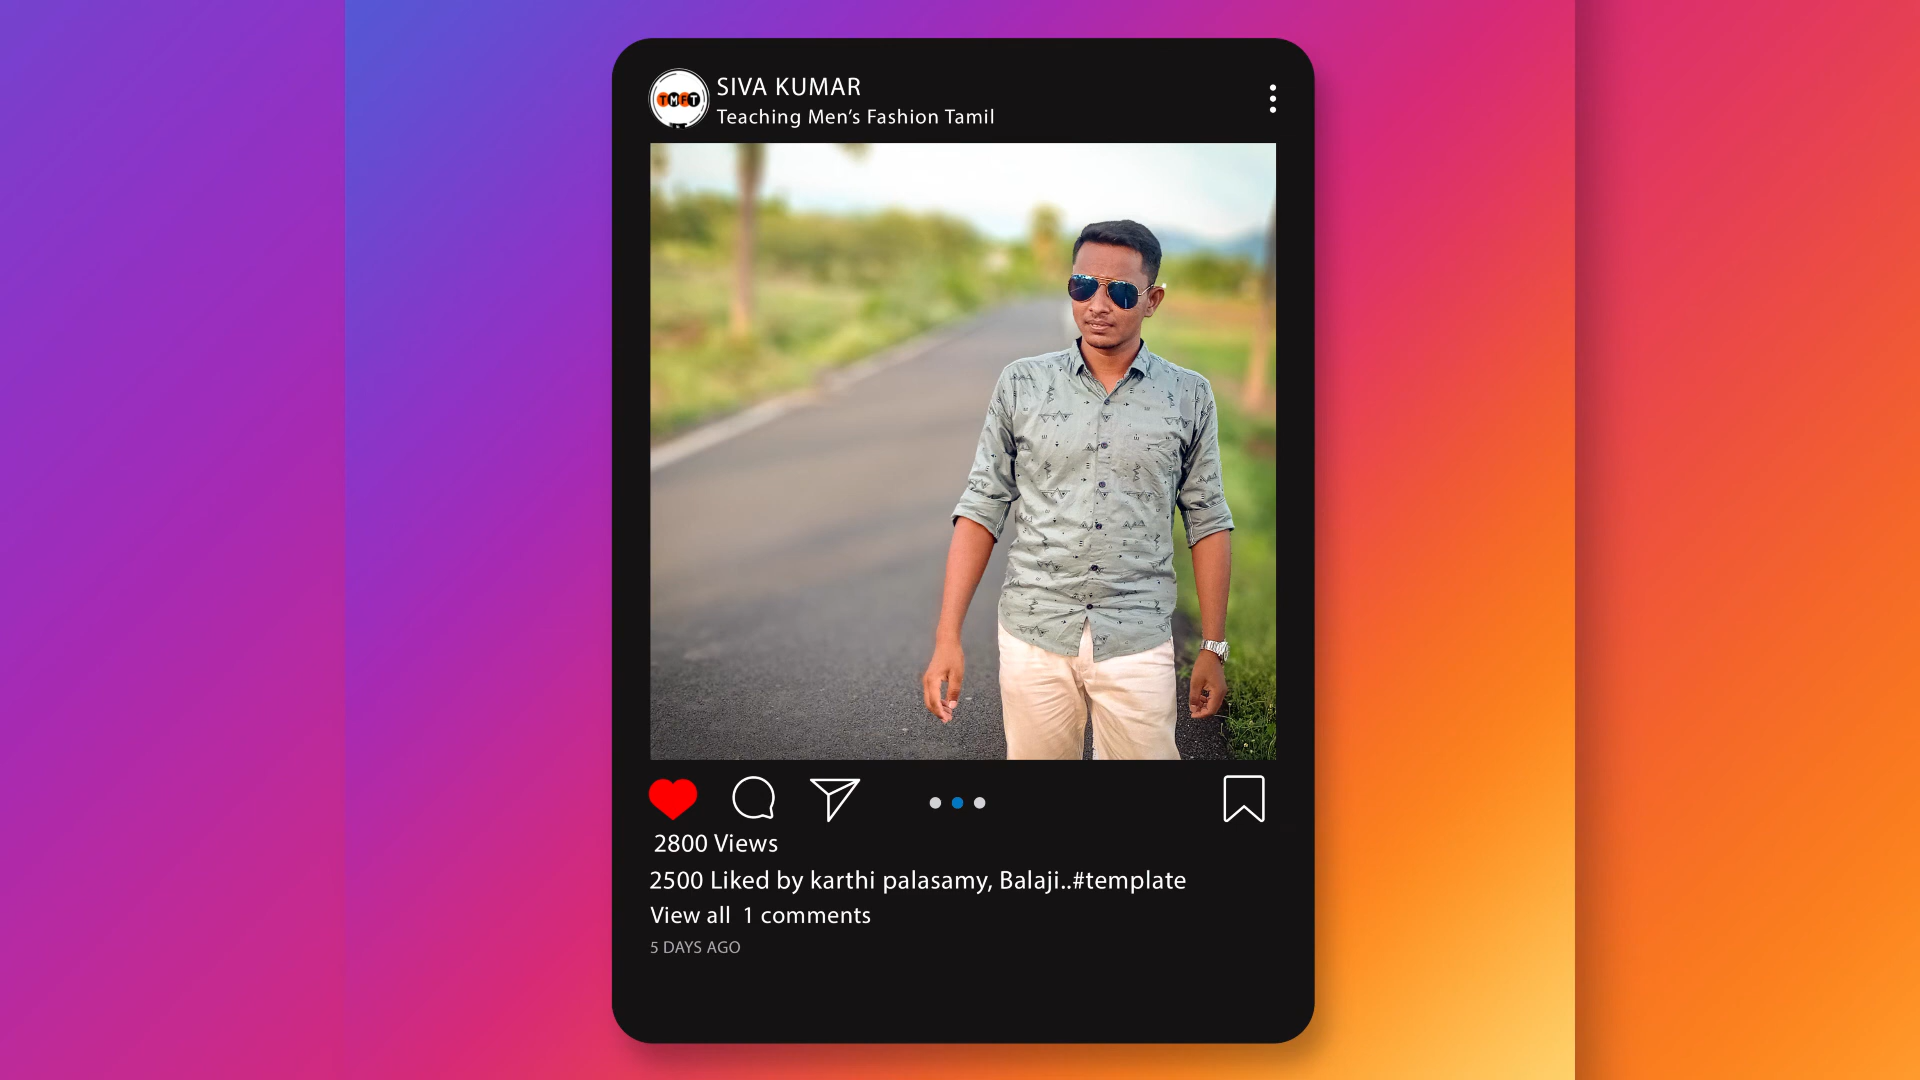 TMFT
SIVA KUMAR
Teaching Men’s Fashion Tamil
2800 Views
2500 Liked by karthi palasamy, Balaji..#template
View all 1 comments
5 DAYS AGO